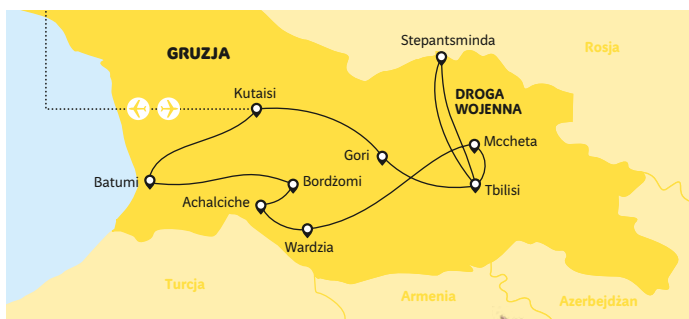 Stepantsminda
Rosja
GRUZJA
Kutaisi
DROGA
WOJENNA
Mccheta
Gori
Batumi
Bordżomi
Tbilisi
Achalciche
Wardzia
Turcja
Armenia
Azerbejdżan